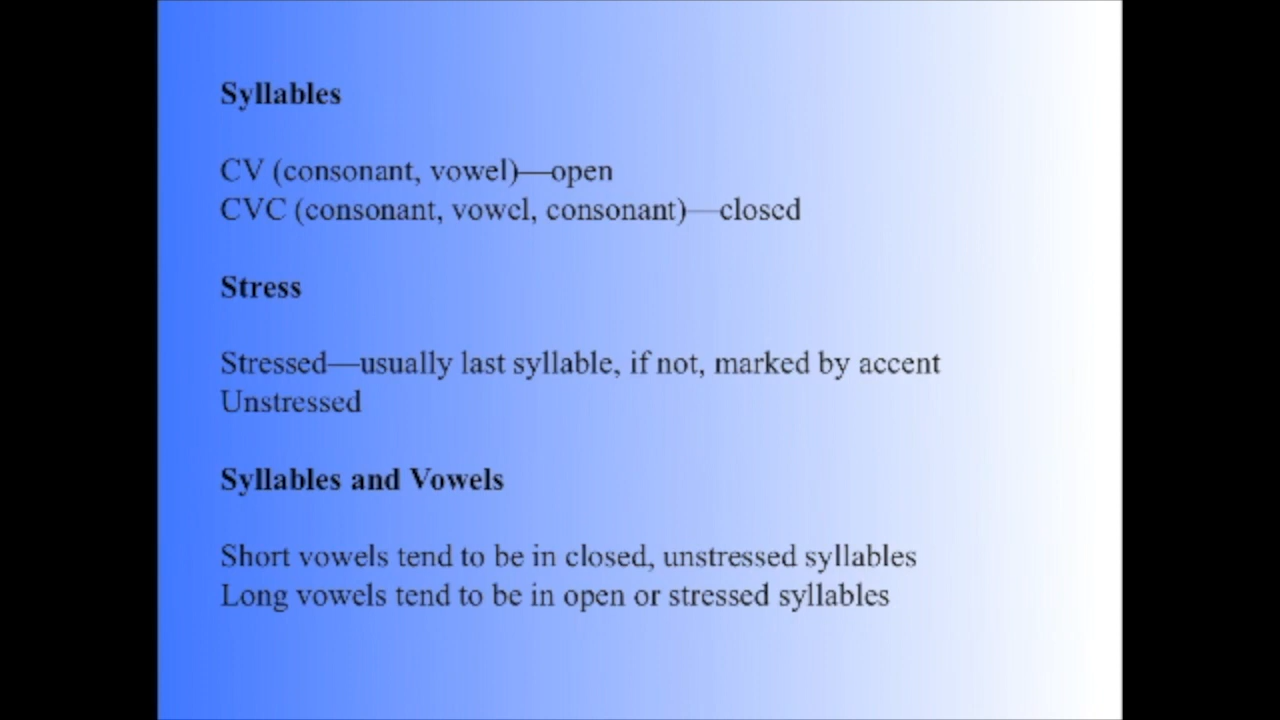 Syllables
CV (consonant, vowel)—open
CVC (consonant, vowel, consonant)—closed
Stress
Stressed—usually last syllable, if not, marked by accent
Unstressed
Syllables and Vowels
Short vowels tend to be in closed, unstressed syllables
Long vowels tend to be in open or stressed syllables